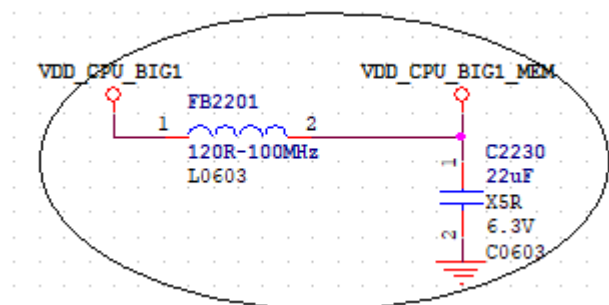 VDD_CPU_BIG1
VDD_CPU_BIG1_MEM
FB2201
1
2
120R-100MHz
L0603
1
C2230
22uF
X5R
6.3V
2
C0603